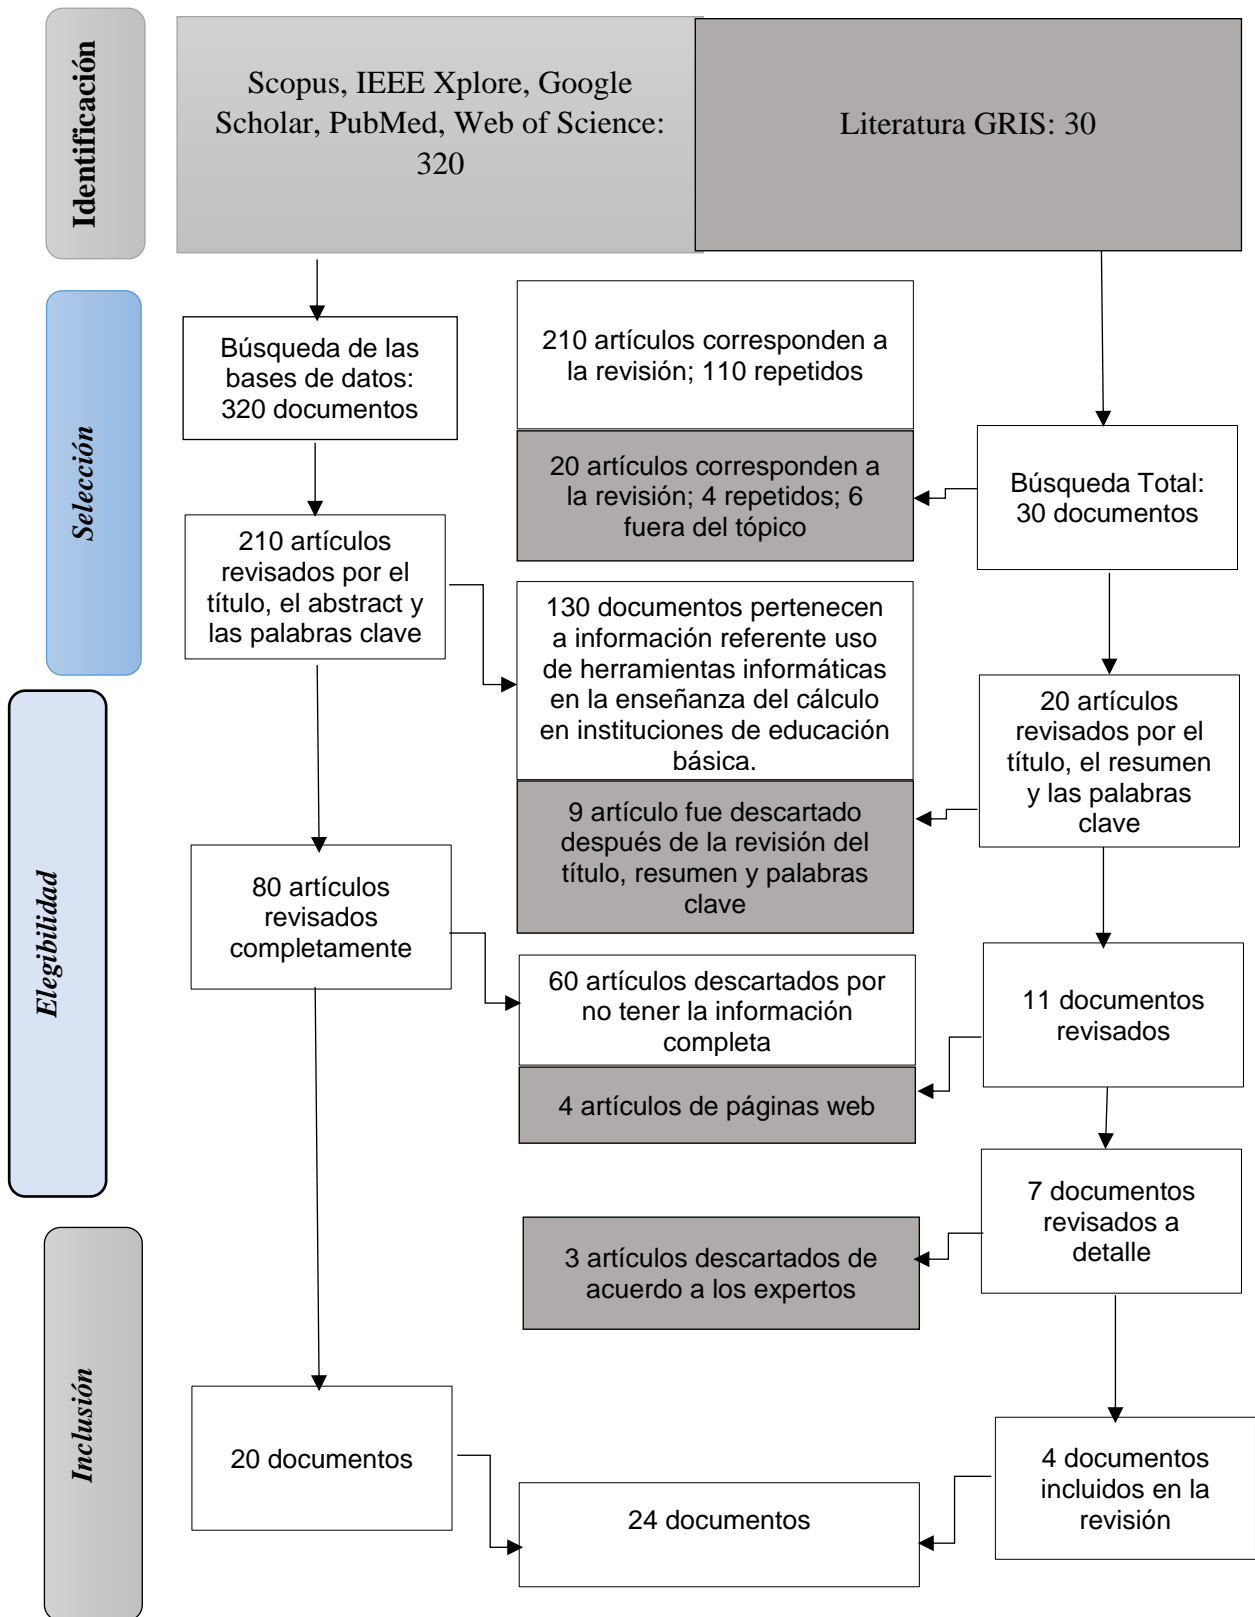 Identificación
Scopus, IEEE Xplore, Google
Scholar, PubMed, Web of Science:
320
Literatura GRIS: 30
Selección
Búsqueda de las
bases de datos:
320 documentos
210 artículos corresponden a
la revisión; 110 repetidos
20 artículos corresponden a
la revisión; 4 repetidos; 6
fuera del tópico
Búsqueda Total:
30 documentos
210 artículos
revisados por el
título, el abstract y
las palabras clave
130 documentos pertenecen
a información referente uso
de herramientas informáticas
en la enseñanza del cálculo
en instituciones de educación
básica.
20 artículos
revisados por el
título, el resumen
y las palabras
clave
9 artículo fue descartado
después de la revisión del
título, resumen y palabras
clave
Elegibilidad
80 artículos
revisados
completamente
60 artículos descartados por
no tener la información
completa
4 artículos de páginas web
11 documentos
revisados
7 documentos
revisados a
detalle
3 artículos descartados de
acuerdo a los expertos
Inclusión
20 documentos
24 documentos
4 documentos
incluidos en la
revisión